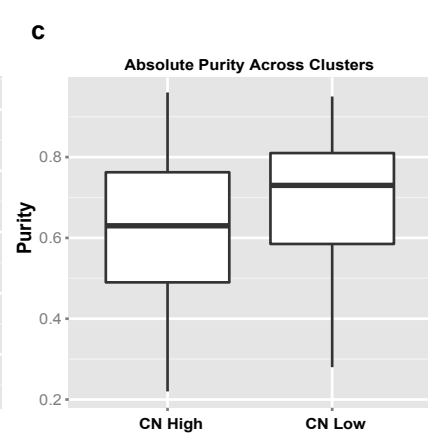 c
Absolute Purity Across Clusters
Purity
0.8
0.6
0.4
0.2
CN High
CN Low